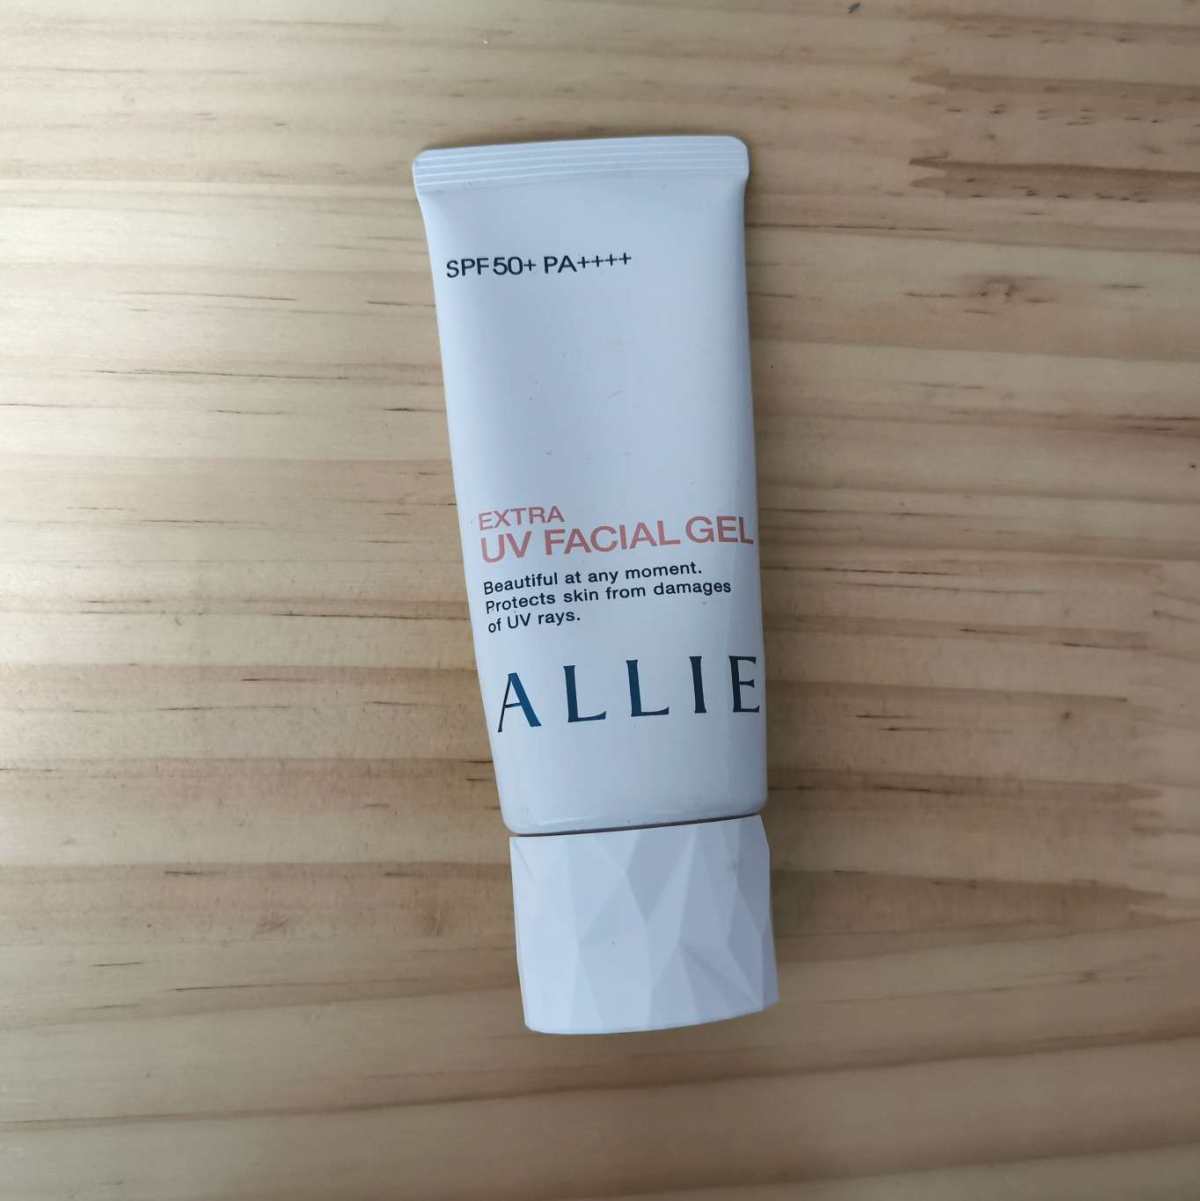 SPF50+ PA++++
EXTRA
UV FACIAL GEL
Beautiful at any moment.
Protects skin from damages
of UV rays.
ALLIE